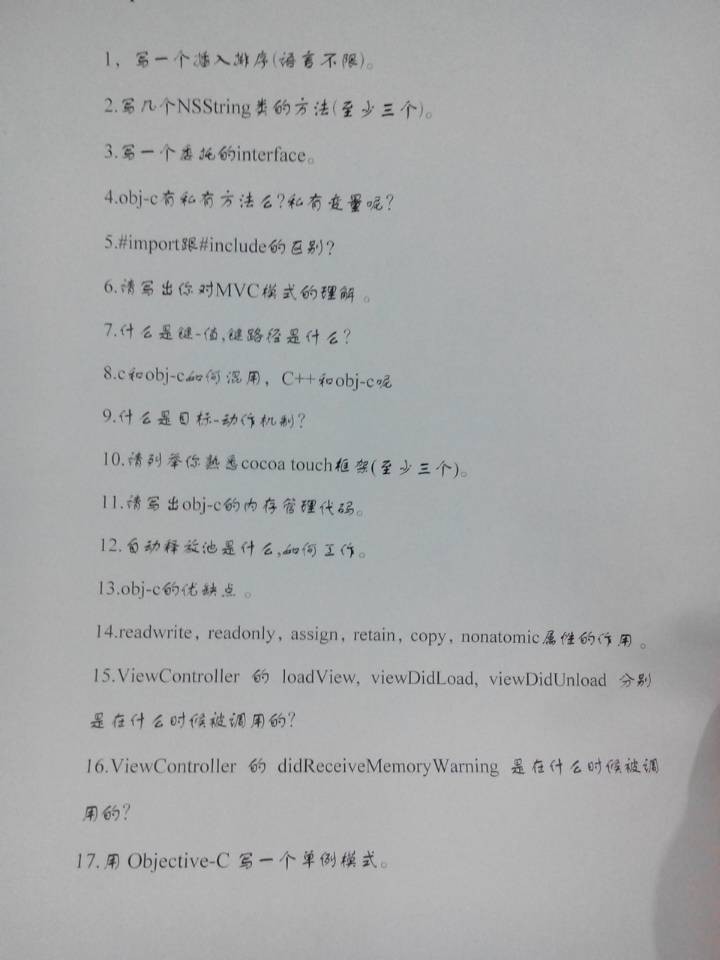 1，写一个插入排序(语言不限)。
2.写几个NSString类的方法(至少三个)。
3.写一个委托的interface。
4.obj-c有私有方法么?私有变量呢?
5.#import跟#include的区别?
6.请写出你对MVC模式的理解 。
7.什么是键-值,键路径是什么?
8.c和obj-c如何混用，C++和obj-c呢
9.什么是目标-动作机制?
10.请列举你熟悉cocoa touch框架(至少三个)。
11.请写出obj-c的内存管理代码。
12.自动释放池是什么,如何工作。
13.obj-c的优缺点 。
14.readwrite，readonly，assign，retain，copy，nonatomic属性的作用 。
15.ViewController 的 loadView, viewDidLoad, viewDidUnload 分别
是在什么时候被调用的?
16.ViewController 的 didReceiveMemoryWarning 是在什么时候被调
用的?
17.用 Objective-C 写一个单例模式。